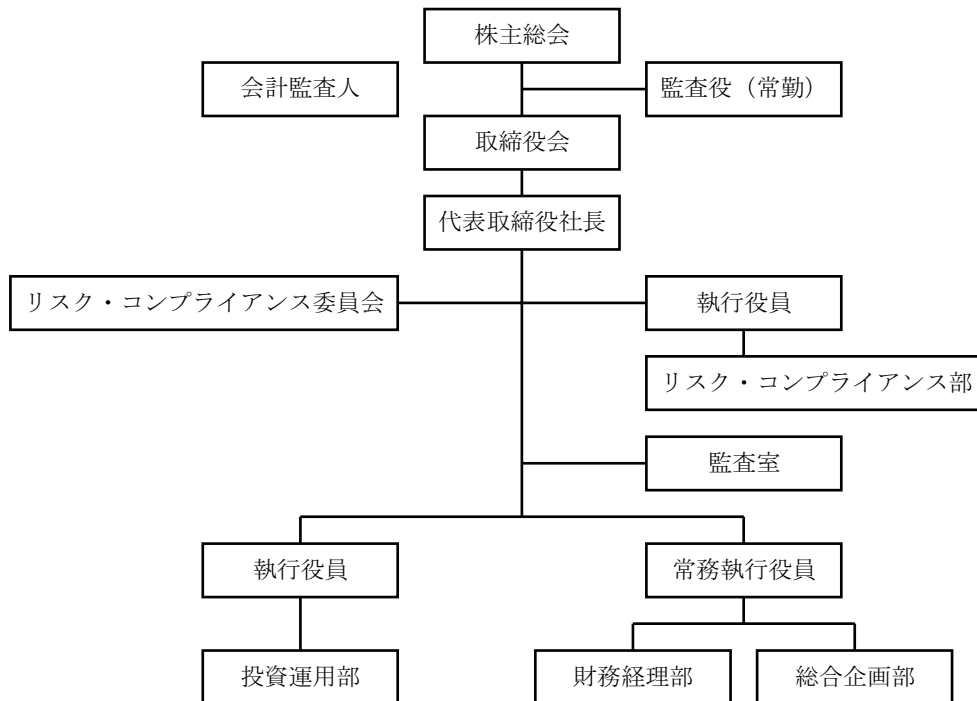 株主総会
会計監査人
監査役（常勤）
取締役会
代表取締役社長
リスク・コンプライアンス委員会
執行役員
リスク・コンプライアンス部
監査室
執行役員
常務執行役員
投資運用部
財務経理部
総合企画部